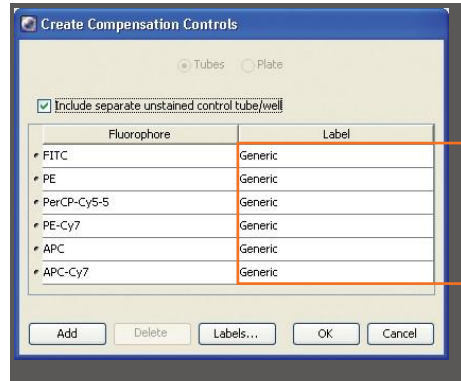 Create Compensation Controls
Tubes Plate
Include separate unstained control tube/well
Fluorophore Label
FITC Generic
PE Generic
PerCP-Cy5-5 Generic
PE-Cy7 Generic
APC Generic
APC-Cy7 Generic
Add Delete Labels... OK Cancel